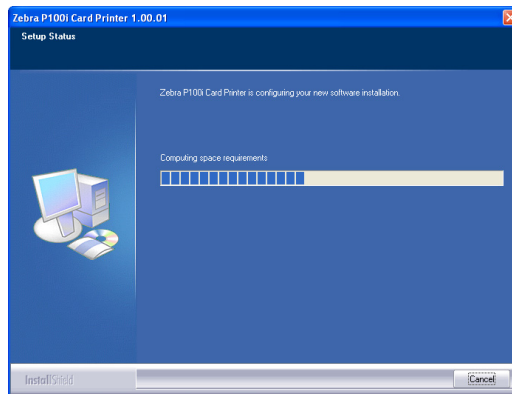 Zebra P100i Card Printer 1.00.01
Setup Status
Zebra P100i Card Printer is configuring your new software installation.
Computing space requirements
InstallShield
Cancel